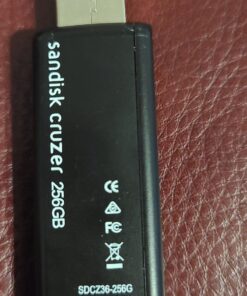 sandisk cruzer 256GB
CE
FC
SDCZ36-256G